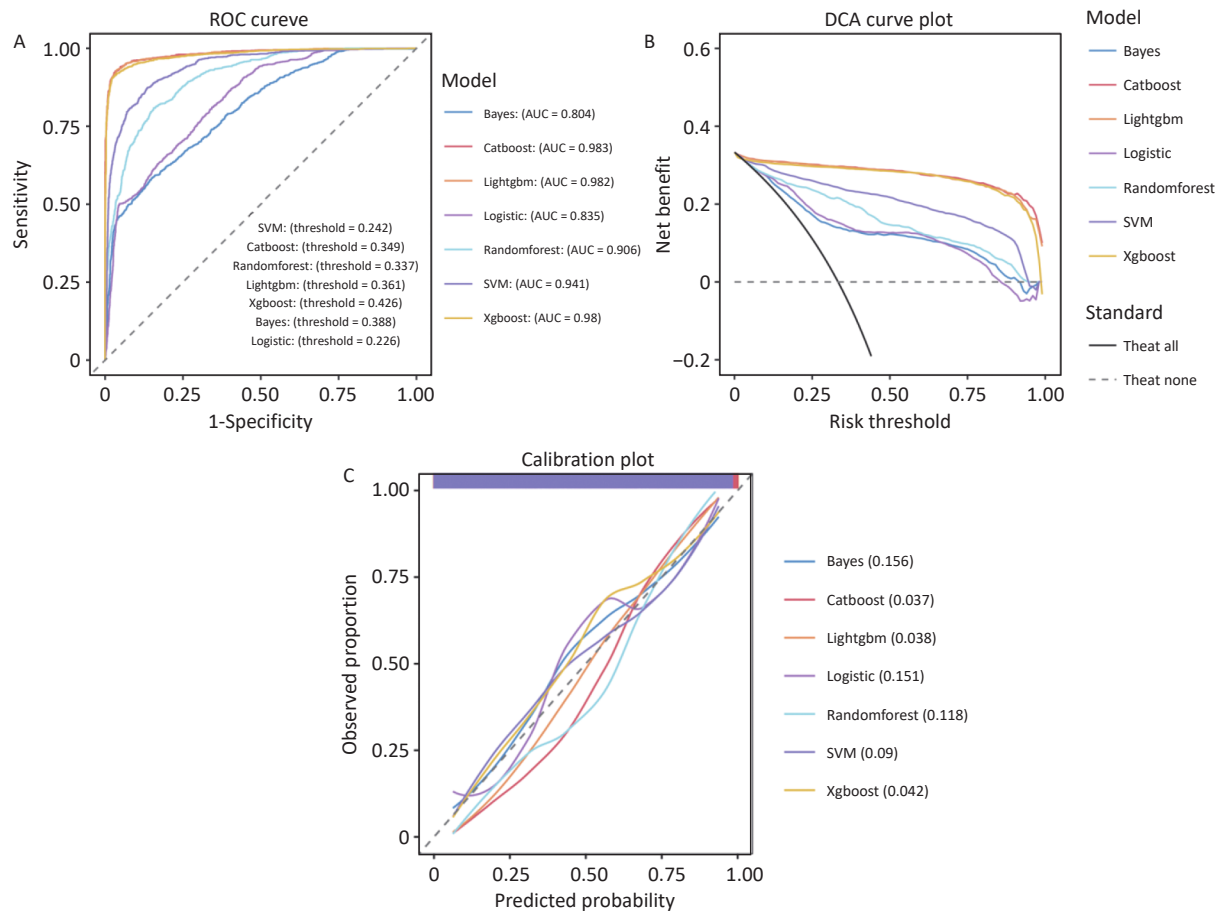 A
ROC cureve
1.00
0.75
0.50
0.25
0
Sensitivity
0
0.25
0.50
0.75
1.00
1-Specificity
SVM: (threshold = 0.242)
Catboost: (threshold = 0.349)
Randomforest: (threshold = 0.337)
Lightgbm: (threshold = 0.361)
Xgboost: (threshold = 0.426)
Bayes: (threshold = 0.388)
Logistic: (threshold = 0.226)
Model
Bayes: (AUC = 0.804)
Catboost: (AUC = 0.983)
Lightgbm: (AUC = 0.982)
Logistic: (AUC = 0.835)
Randomforest: (AUC = 0.906)
SVM: (AUC = 0.941)
Xgboost: (AUC = 0.98)
B
DCA curve plot
0.6
0.4
0.2
0
−0.2
Net benefit
0
0.25
0.50
0.75
1.00
Risk threshold
Model
Bayes
Catboost
Lightgbm
Logistic
Randomforest
SVM
Xgboost
Standard
Theat all
Theat none
C
Calibration plot
1.00
0.75
0.50
0.25
0
Observed proportion
0
0.25
0.50
0.75
1.00
Predicted probability
Bayes (0.156)
Catboost (0.037)
Lightgbm (0.038)
Logistic (0.151)
Randomforest (0.118)
SVM (0.09)
Xgboost (0.042)